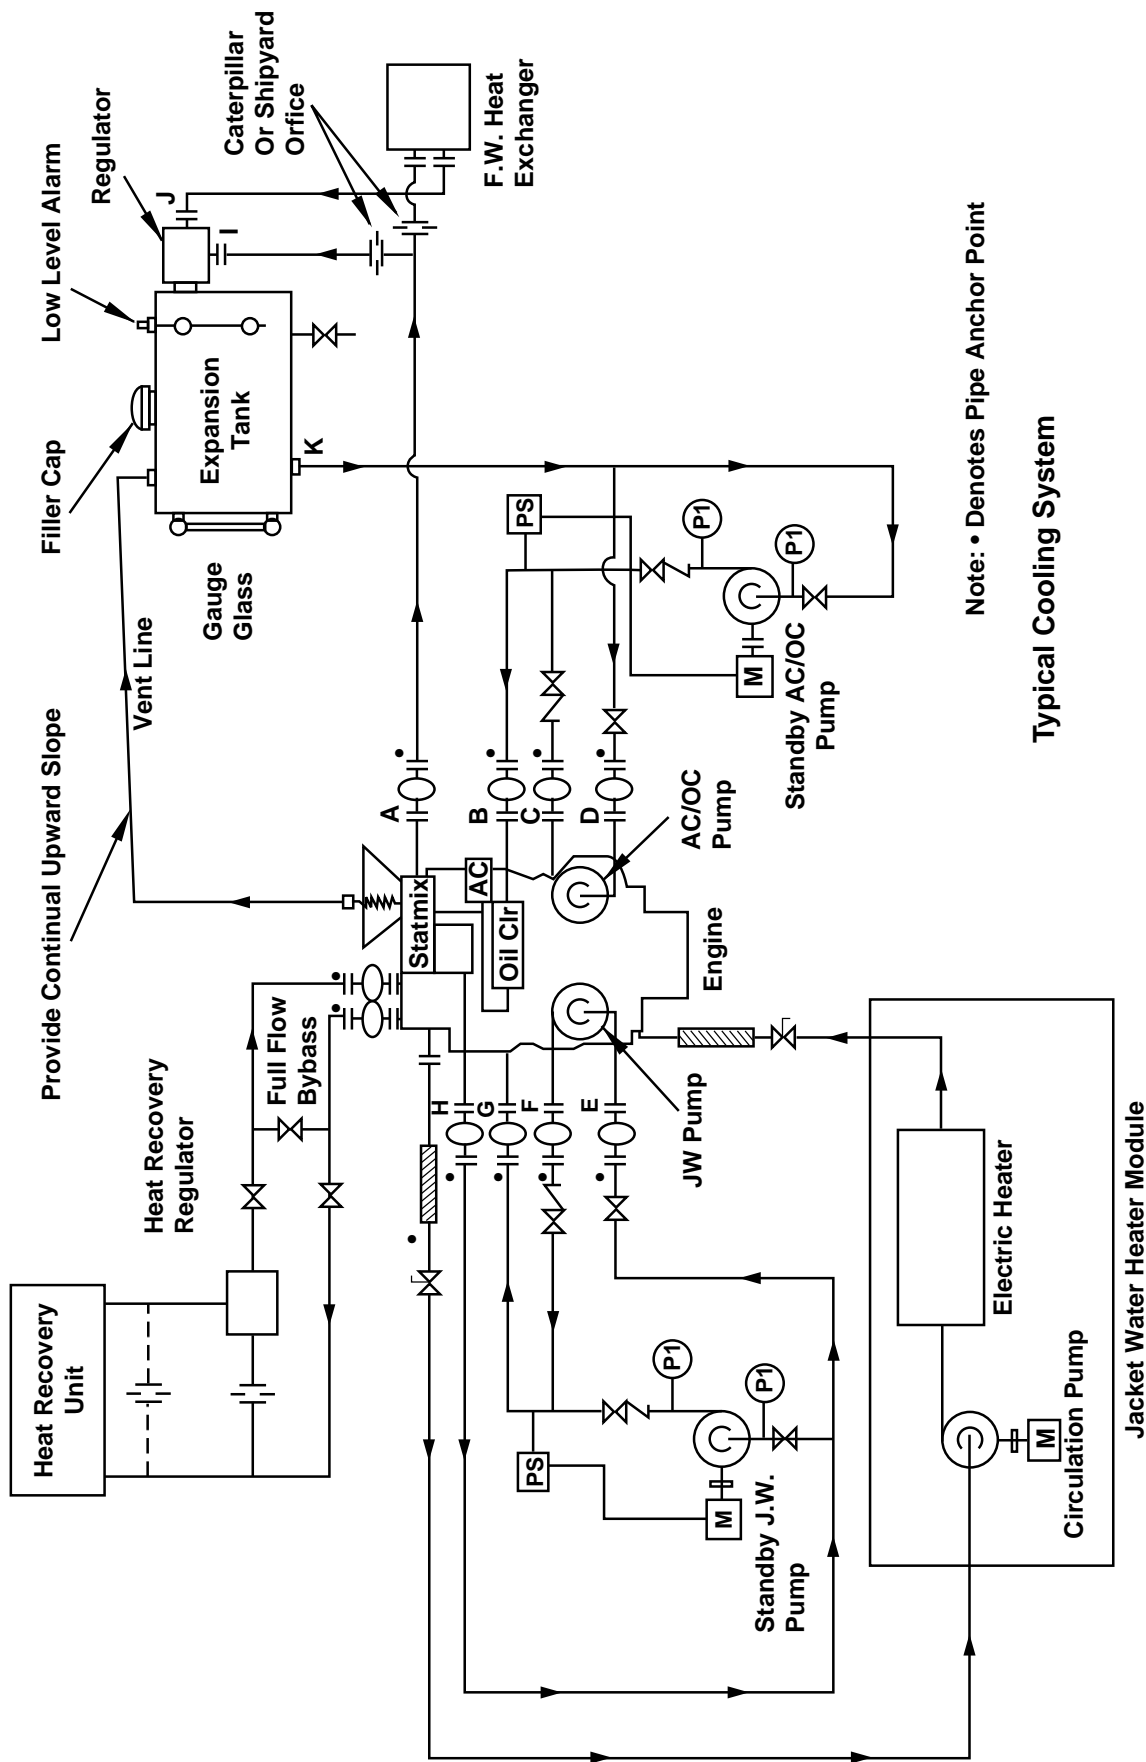 Heat Recovery
Unit
Heat Recovery
Regulator
Full Flow
Bybass
Provide Continual Upward Slope
Vent Line
Filler Cap
Low Level Alarm
Regulator
Gauge
Glass
Expansion
Tank
K
J
I
Caterpillar
Or Shipyard
Orfice
F.W. Heat
Exchanger
Statmix
AC
Oil Clr
A
B
C
D
H
G
F
E
PS
P1
P1
M
Standby AC/OC
Pump
AC/OC
Pump
Engine
JW Pump
PS
P1
P1
M
Standby J.W.
Pump
Electric Heater
M
Circulation Pump
Jacket Water Heater Module
Note: • Denotes Pipe Anchor Point
Typical Cooling System